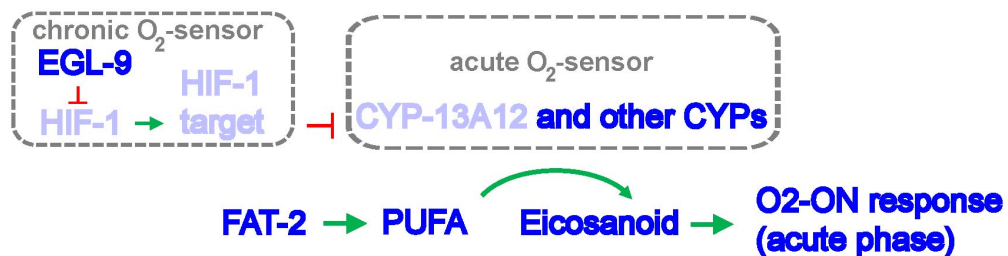 chronic O2-sensor
EGL-9
HIF-1
HIF-1
target
acute O2-sensor
CYP-13A12 and other CYPs
FAT-2
PUFA
Eicosanoid
O2-ON response
(acute phase)